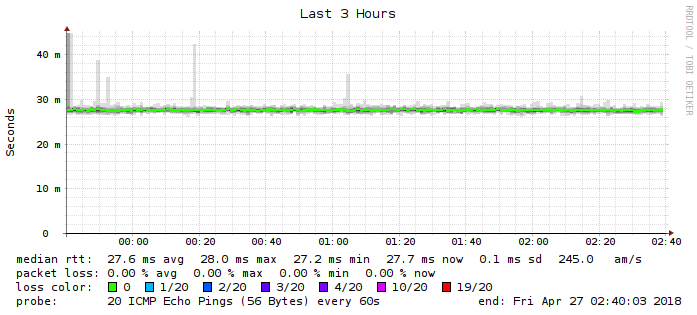 Last 3 Hours
RRDTOOL / TOBI OETIKER
Seconds
40 m
30 m
20 m
10 m
0
00:00 00:20 00:40 01:00 01:20 01:40 02:00 02:20 02:40
median rtt: 27.6 ms avg 28.0 ms max 27.2 ms min 27.7 ms now 0.1 ms sd 245.0 am/s
packet loss: 0.00 % avg 0.00 % max 0.00 % min 0.00 % now
loss color: 0 1/20 2/20 3/20 4/20 10/20 19/20
probe: 20 ICMP Echo Pings (56 Bytes) every 60s end: Fri Apr 27 02:40:03 2018